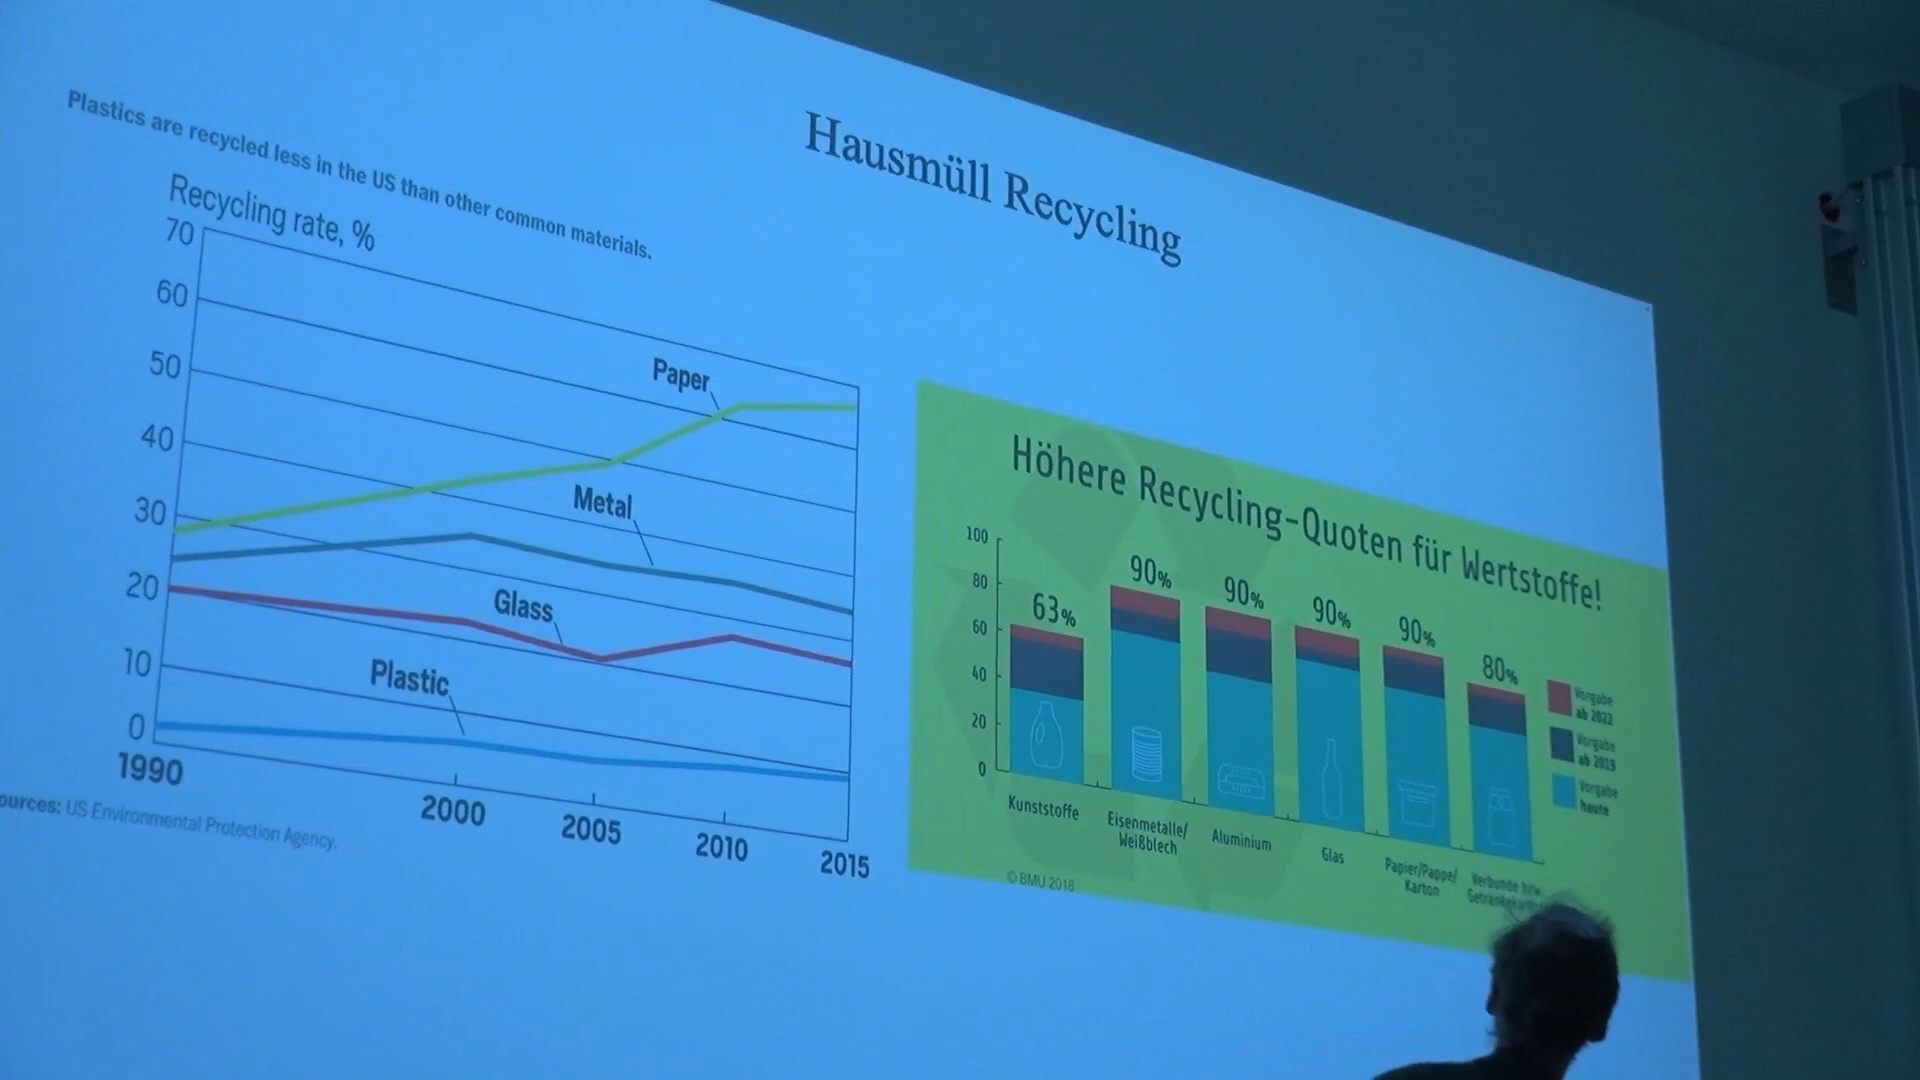 Hausmüll Recycling
Plastics are recycled less in the US than other common materials.
Recycling rate, %
70
60
50
40
30
20
10
0
Paper
Metal
Glass
Plastic
1990
2000
2005
2010
2015
ources: US Environmental Protection Agency.
Höhere Recycling-Quoten für Wertstoffe!
100
80
60
40
20
0
63%
90%
90%
90%
90%
80%
Kunststoffe
Eisenmetalle/
Weißblech
Aluminium
Glas
Papier/Pappe/
Karton
Verbunde bzw.
Vorgabe
ab 2022
Vorgabe
ab 2019
Vorgabe
heute
© BMU 2018